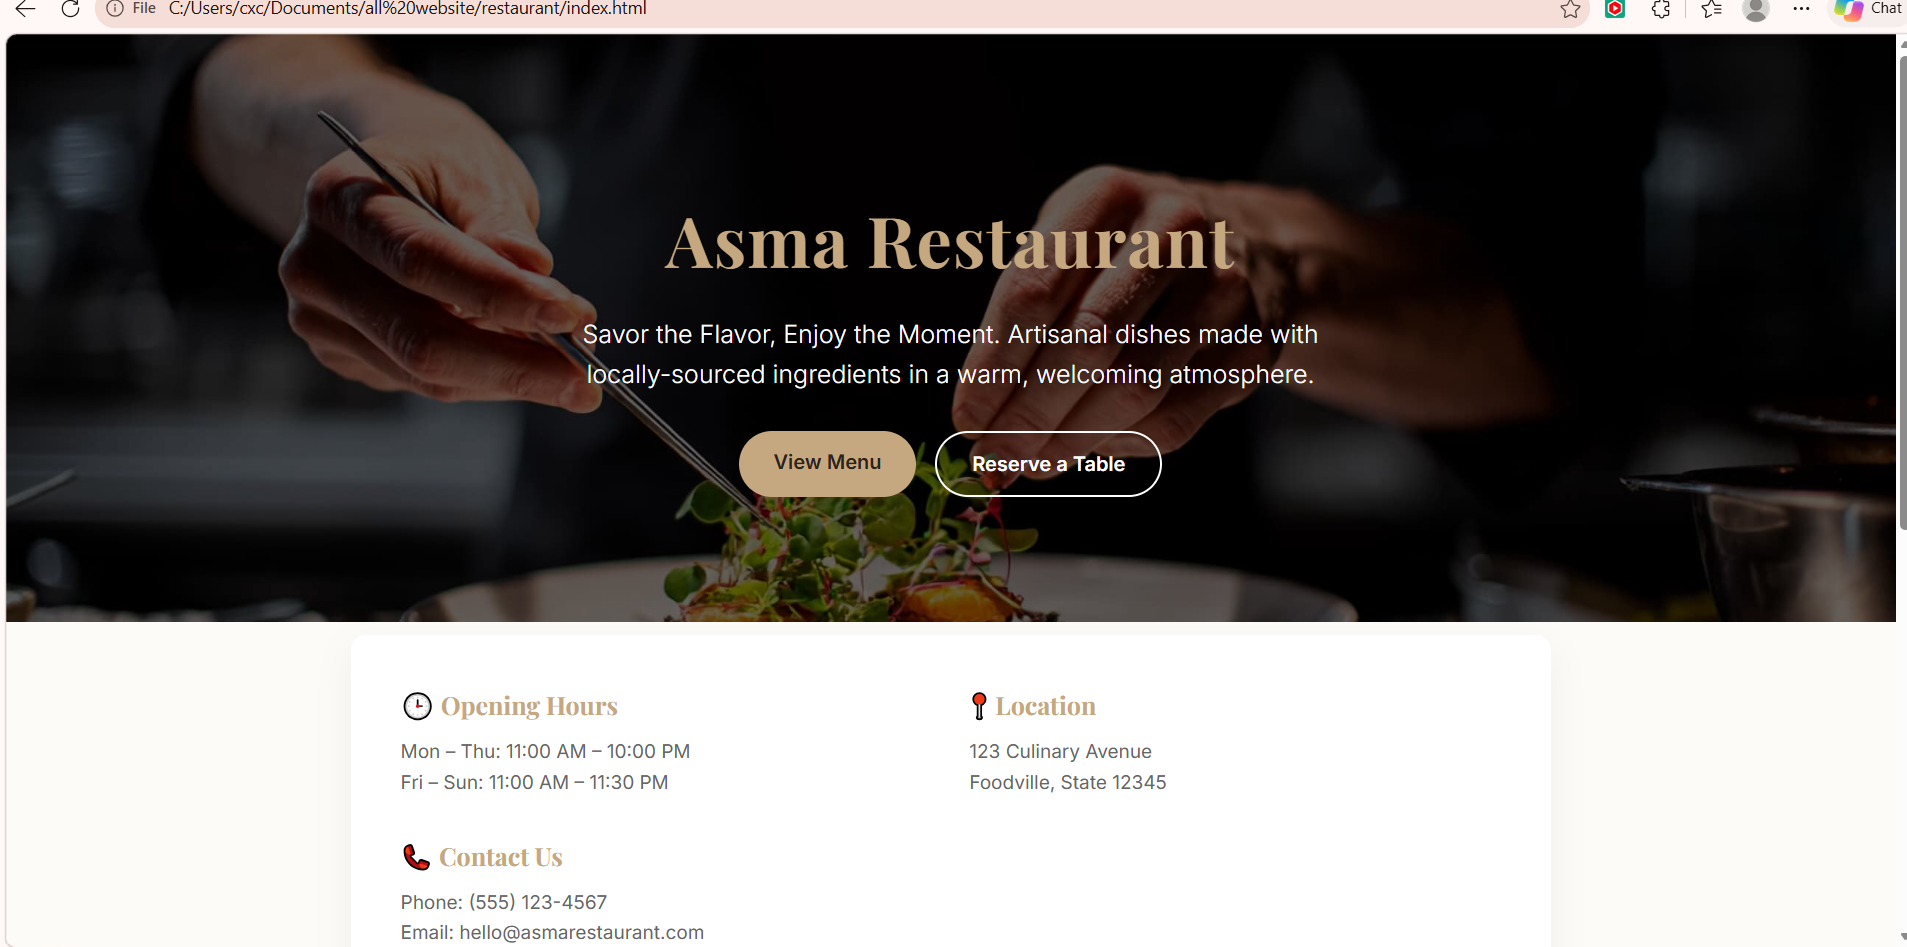 File C:/Users/cxc/Documents/all%20website/restaurant/index.html
Chat
Asma Restaurant
Savor the Flavor, Enjoy the Moment. Artisanal dishes made with
locally-sourced ingredients in a warm, welcoming atmosphere.
View Menu
Reserve a Table
Opening Hours
Mon – Thu: 11:00 AM – 10:00 PM
Fri – Sun: 11:00 AM – 11:30 PM
Location
123 Culinary Avenue
Foodville, State 12345
Contact Us
Phone: (555) 123-4567
Email: hello@asmarestaurant.com